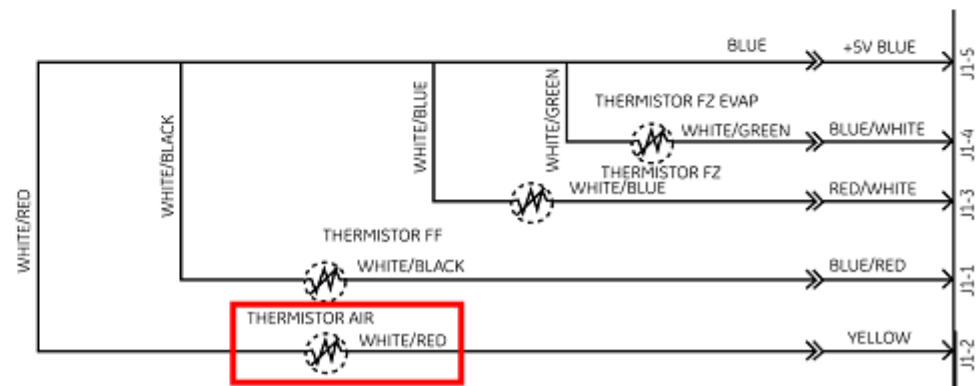 BLUE
+5V BLUE
J1-5
THERMISTOR FZ EVAP
WHITE/GREEN
WHITE/GREEN
BLUE/WHITE
J1-4
WHITE/BLUE
THERMISTOR FZ
WHITE/BLUE
RED/WHITE
J1-3
WHITE/BLACK
THERMISTOR FF
WHITE/BLACK
BLUE/RED
J1-1
WHITE/RED
THERMISTOR AIR
WHITE/RED
YELLOW
J1-2